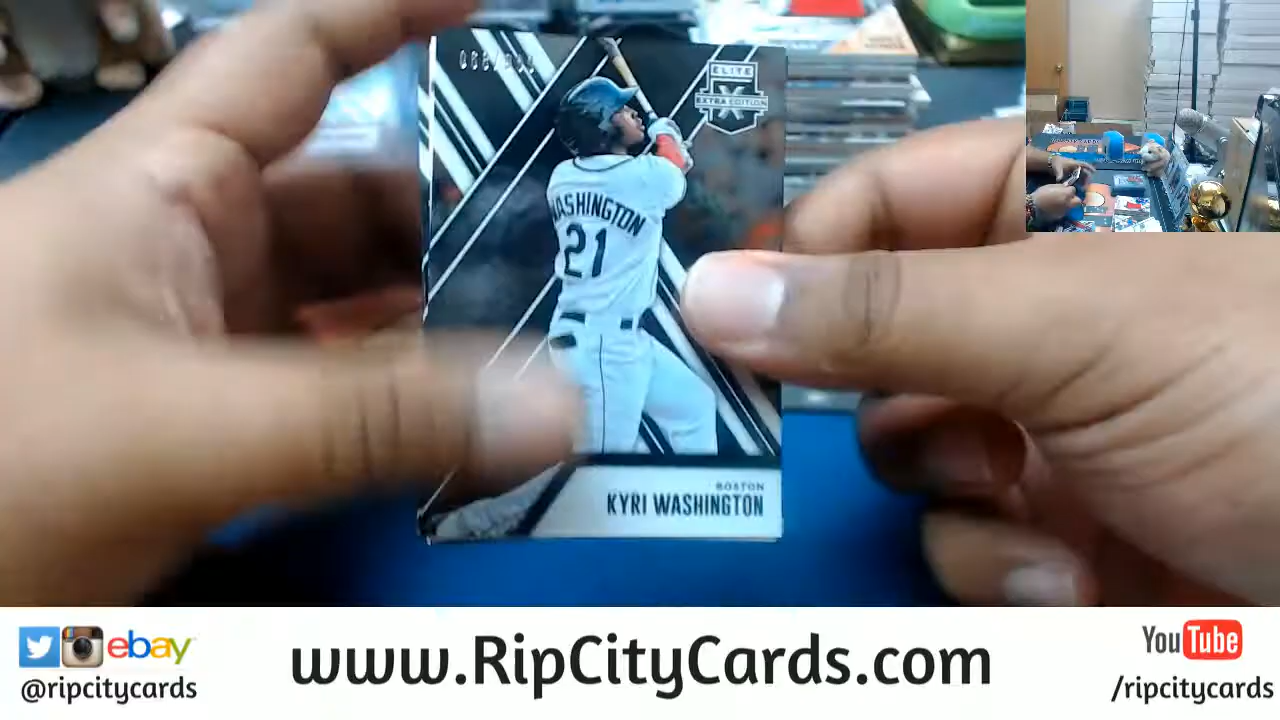 ELITE
X
EXTRA EDITION
WASHINGTON
21
BOSTON
KYRI WASHINGTON
ebay
@ripcitycards
www.RipCityCards.com
YouTube
/ripcitycards